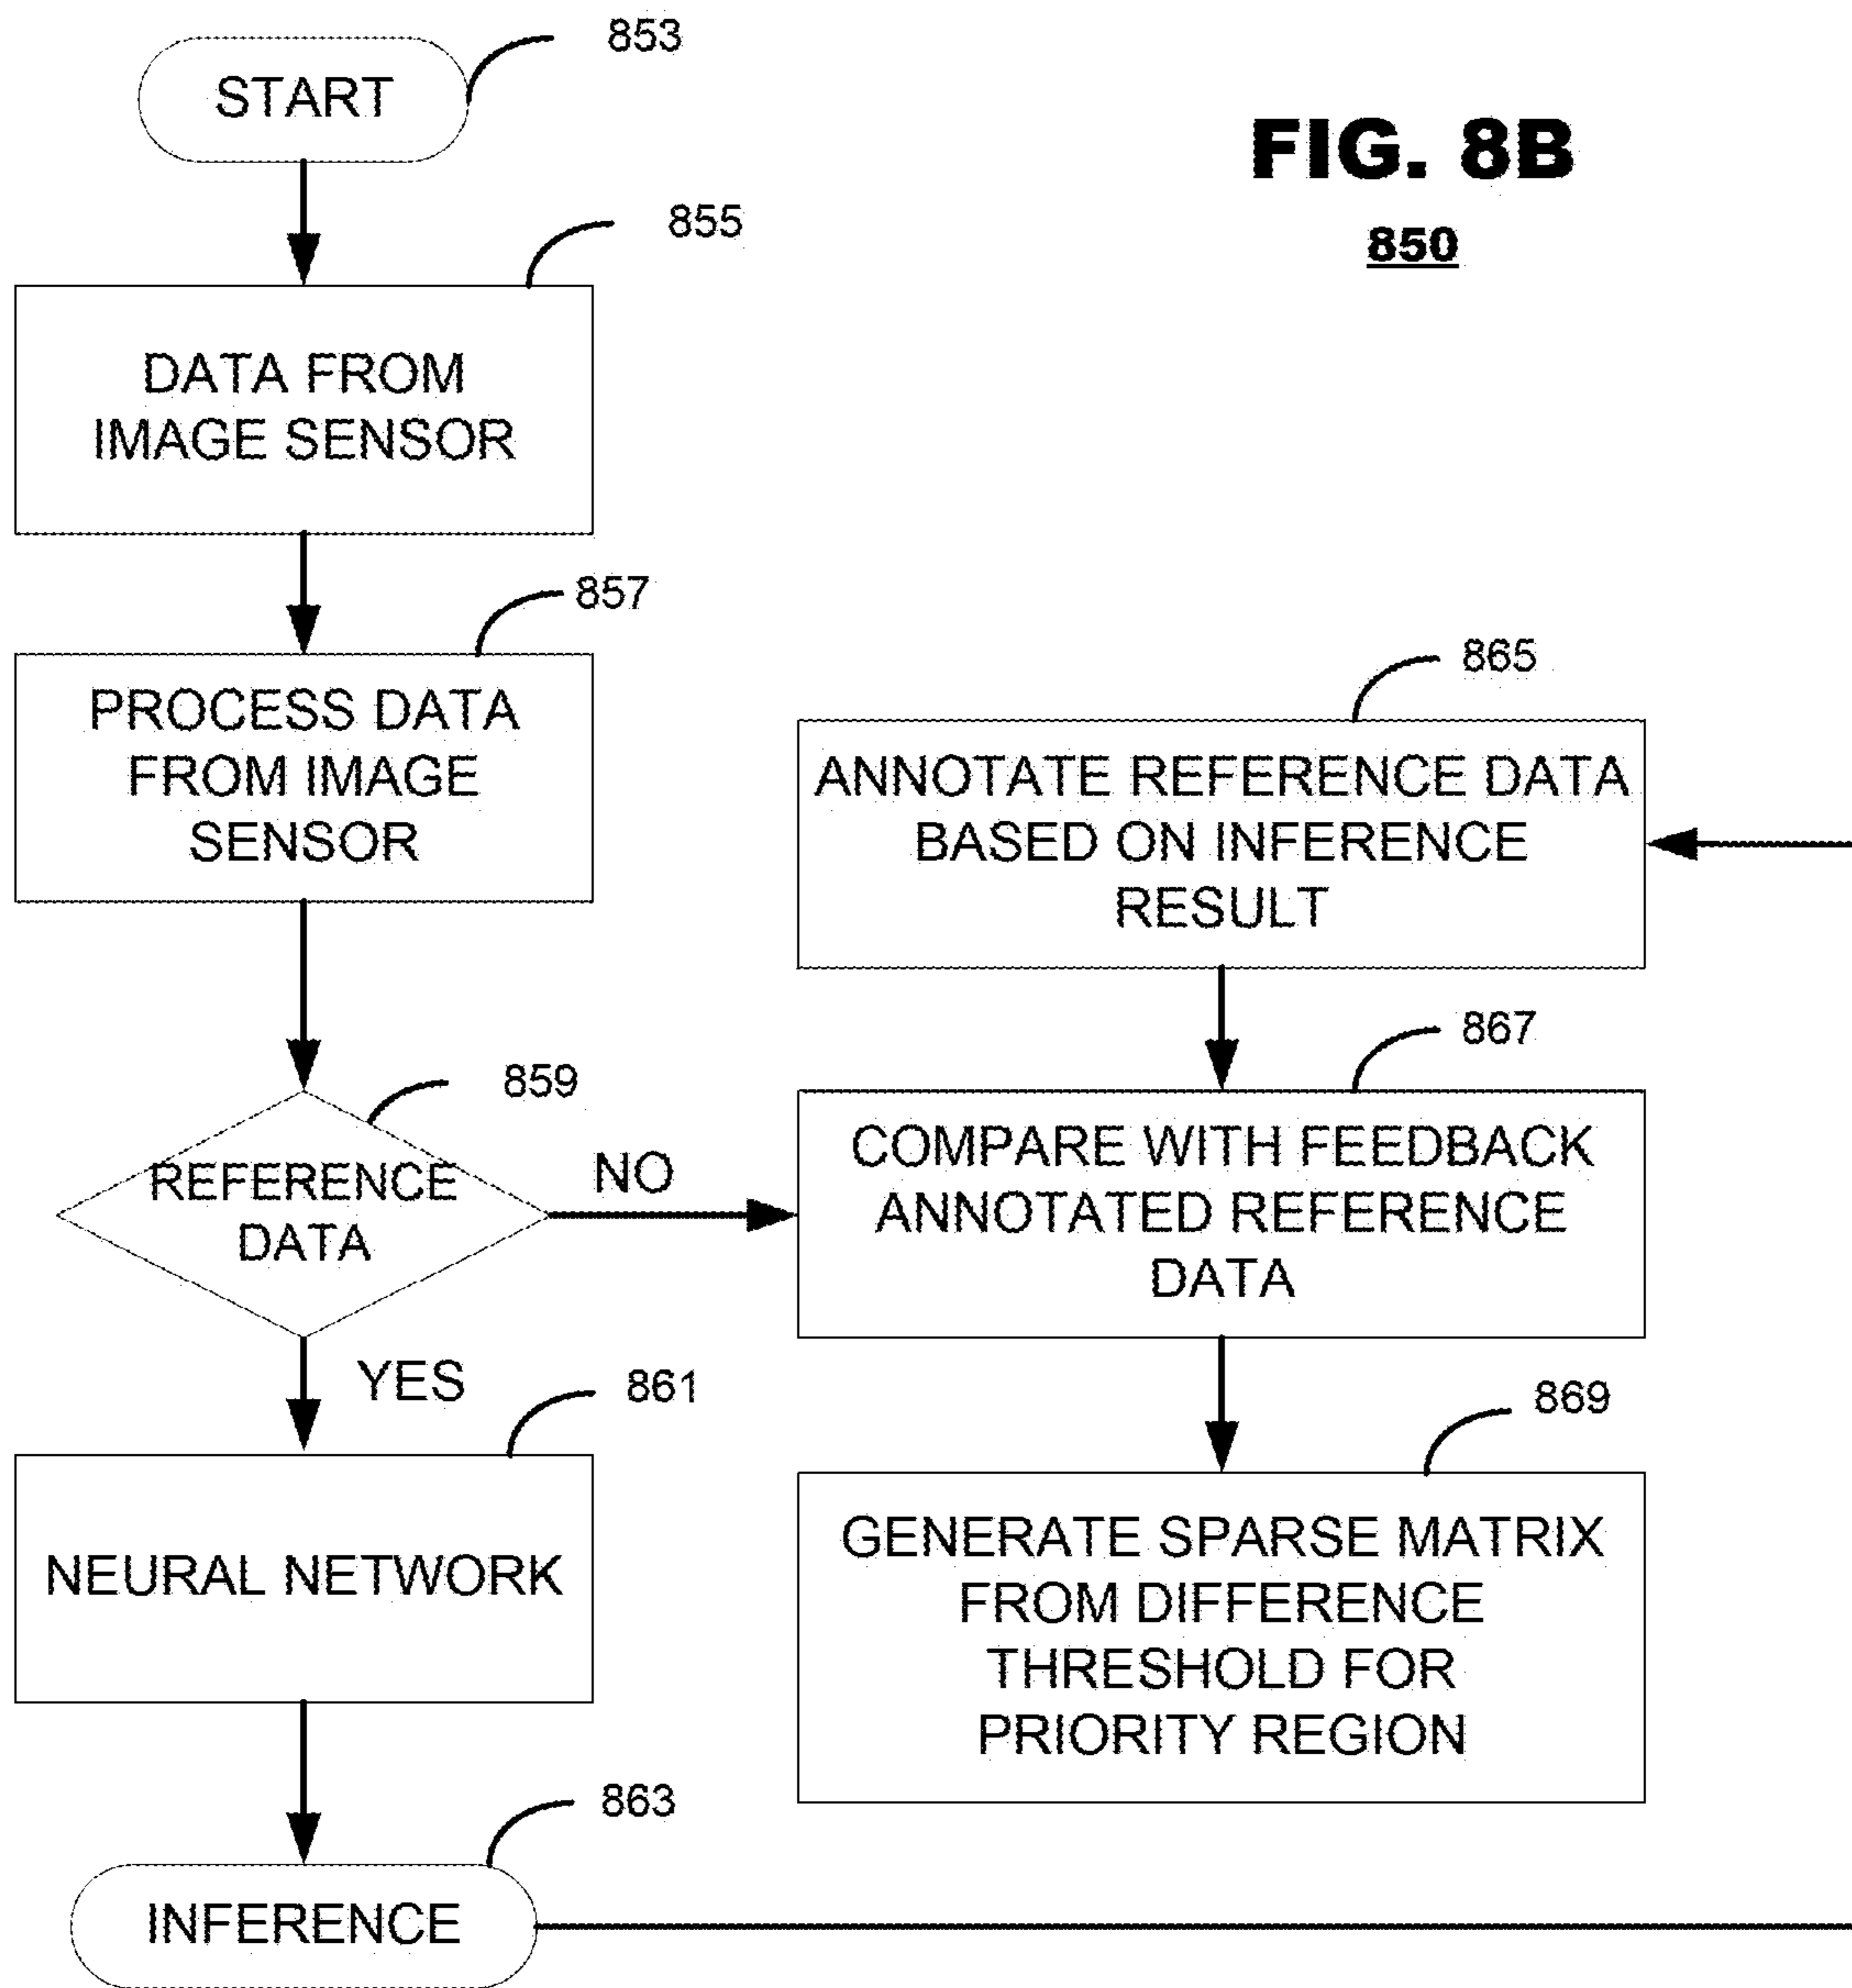 853
START
FIG. 8B
850
855
DATA FROM
IMAGE SENSOR
857
PROCESS DATA
FROM IMAGE
SENSOR
865
ANNOTATE REFERENCE DATA
BASED ON INFERENCE
RESULT
859
REFERENCE
DATA
NO
867
COMPARE WITH FEEDBACK
ANNOTATED REFERENCE
DATA
YES
861
NEURAL NETWORK
869
GENERATE SPARSE MATRIX
FROM DIFFERENCE
THRESHOLD FOR
PRIORITY REGION
863
INFERENCE